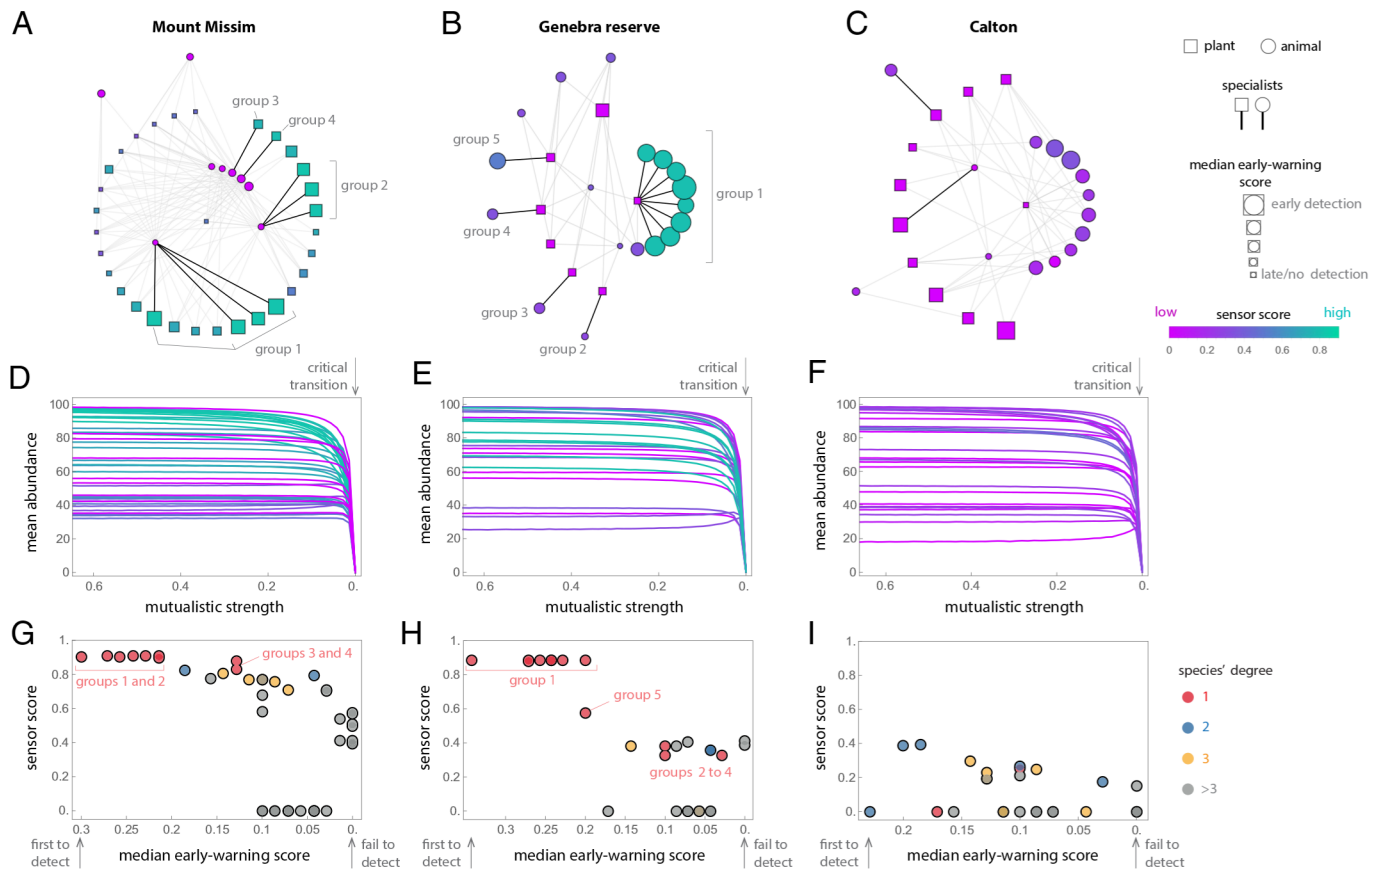 A
Mount Missim
group 3
group 4
group 2
group 1
B
Genebra reserve
group 5
group 4
group 3
group 2
group 1
C
Calton
plant
animal
specialists
median early-warning
score
early detection
late/no detection
low
sensor score
high
0
0.2
0.4
0.6
0.8
D
critical
transition
mean abundance
100
80
60
40
20
0
0.6
0.4
0.2
0.
mutualistic strength
E
critical
transition
mean abundance
100
80
60
40
20
0
0.6
0.4
0.2
0.
mutualistic strength
F
critical
transition
mean abundance
100
80
60
40
20
0
0.6
0.4
0.2
0.
mutualistic strength
G
sensor score
1.
0.8
0.6
0.4
0.2
0.
groups 3 and 4
groups 1 and 2
0.3
0.25
0.2
0.15
0.1
0.05
0.
first to
detect
median early-warning score
fail to
detect
H
sensor score
1.
0.8
0.6
0.4
0.2
0.
group 1
group 5
groups 2 to 4
0.3
0.25
0.2
0.15
0.1
0.05
0.
first to
detect
median early-warning score
fail to
detect
I
sensor score
1.
0.8
0.6
0.4
0.2
0.
0.2
0.15
0.1
0.05
0.
first to
detect
median early-warning score
fail to
detect
species' degree
1
2
3
>3